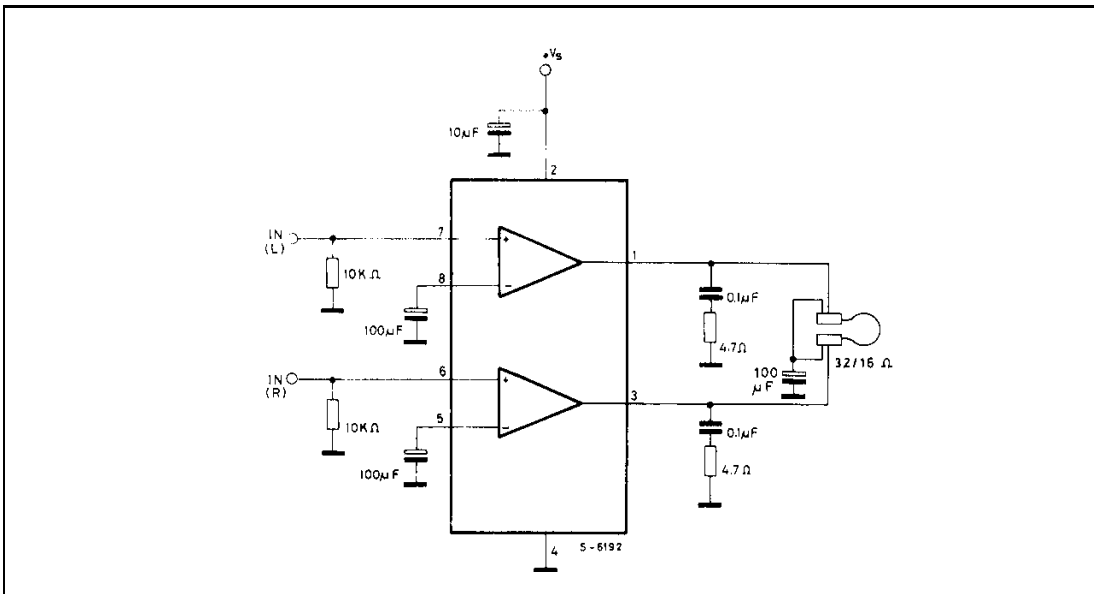 +Vs
10µF
2
IN
(L)
7
+
10KΩ
8
-
100µF
1
0.1µF
4.7Ω
32/16 Ω
100
µF
IN
(R)
6
+
10KΩ
5
-
100µF
3
0.1µF
4.7Ω
4
S-6192